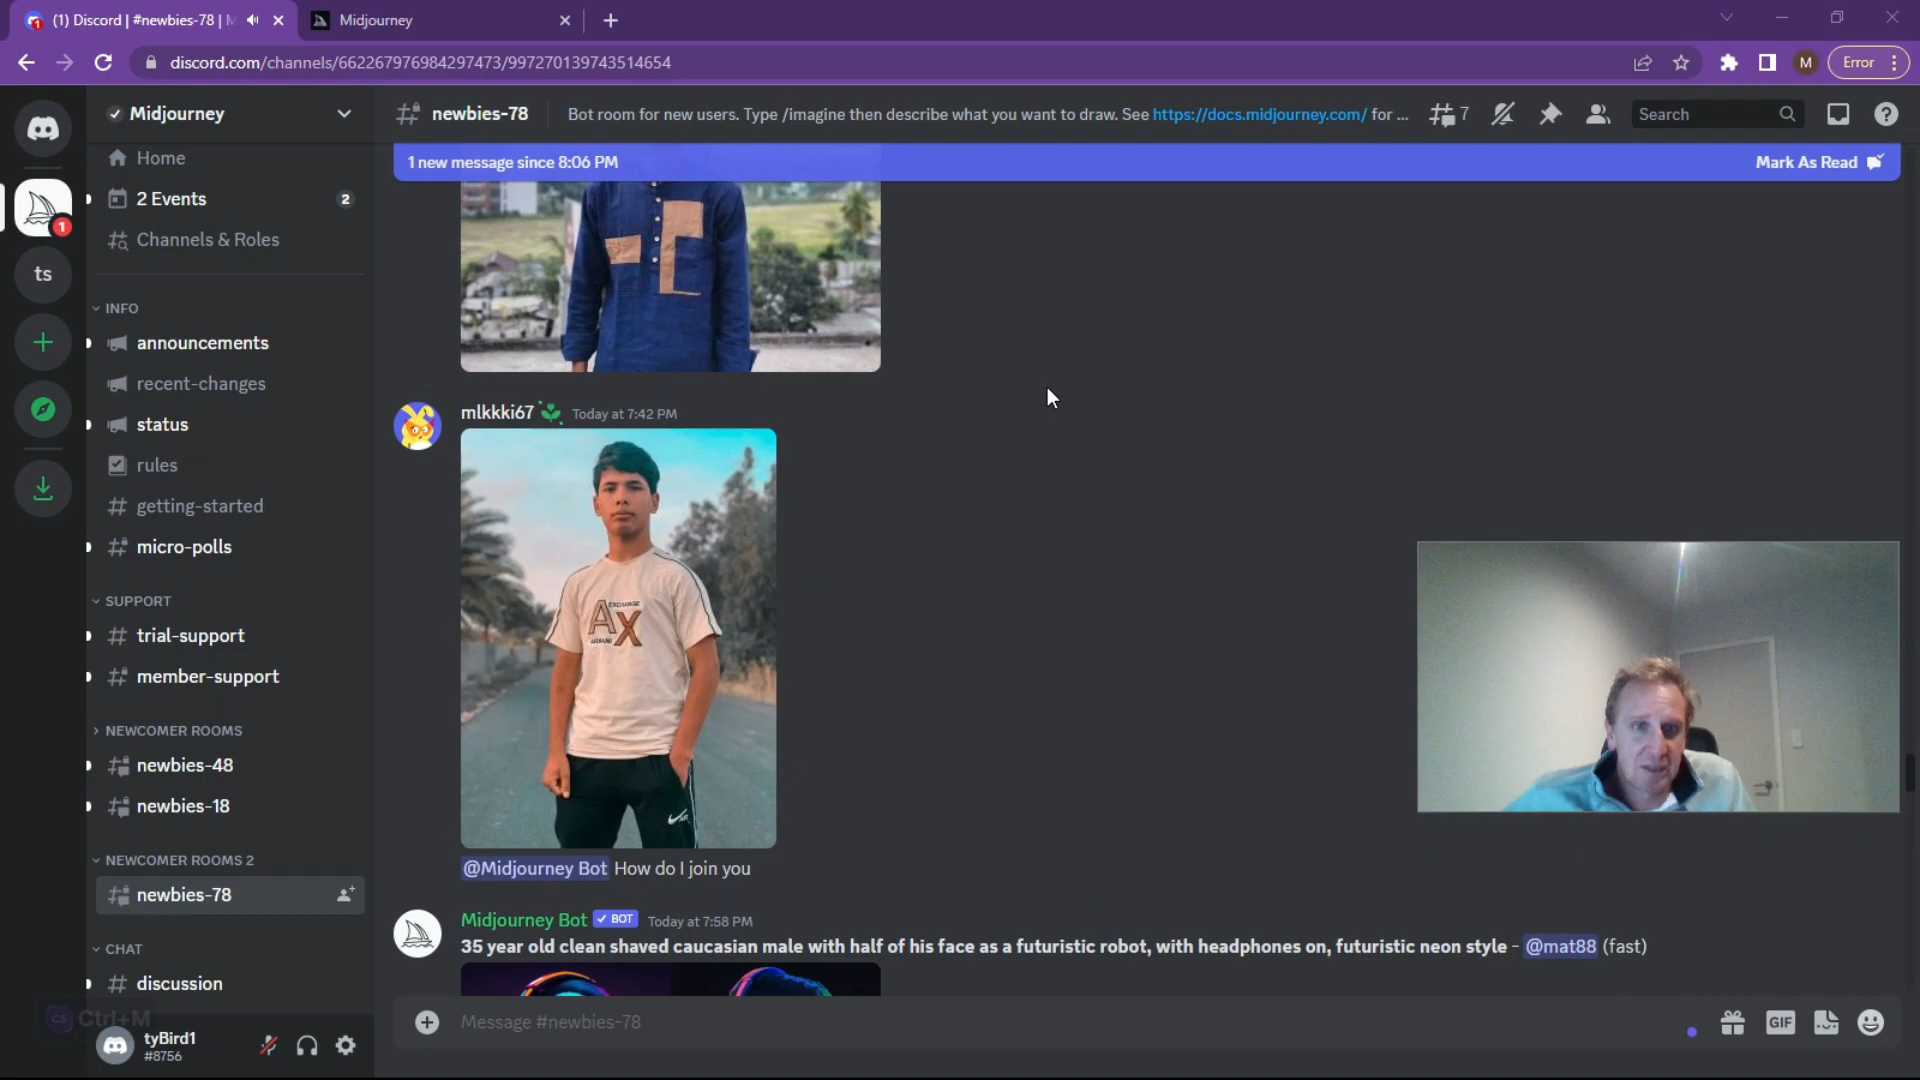 (1) Discord | #newbies-78 | M
Midjourney
discord.com/channels/662267976984297473/997270139743514654
M
Error
Midjourney
newbies-78
Bot room for new users. Type /imagine then describe what you want to draw. See https://docs.midjourney.com/ for ...
7
Search
1 new message since 8:06 PM
Mark As Read
Home
2 Events
2
Channels & Roles
1
ts
INFO
announcements
recent-changes
status
rules
getting-started
micro-polls
SUPPORT
trial-support
member-support
NEWCOMER ROOMS
newbies-48
newbies-18
NEWCOMER ROOMS 2
newbies-78
CHAT
discussion
Ctrl+M
tyBird1
#8756
mlkkki67 Today at 7:42 PM
A EXCHANGE
X
ARMANI
@Midjourney Bot How do I join you
Midjourney Bot BOT Today at 7:58 PM
35 year old clean shaved caucasian male with half of his face as a futuristic robot, with headphones on, futuristic neon style - @mat88 (fast)
Message #newbies-78
GIF